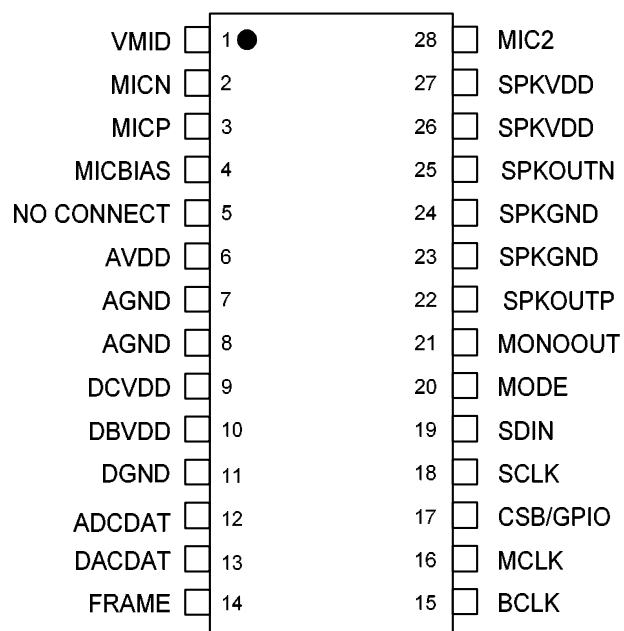 VMID 1 28 MIC2
MICN 2 27 SPKVDD
MICP 3 26 SPKVDD
MICBIAS 4 25 SPKOUTN
NO CONNECT 5 24 SPKGND
AVDD 6 23 SPKGND
AGND 7 22 SPKOUTP
AGND 8 21 MONOOUT
DCVDD 9 20 MODE
DBVDD 10 19 SDIN
DGND 11 18 SCLK
ADCDAT 12 17 CSB/GPIO
DACDAT 13 16 MCLK
FRAME 14 15 BCLK